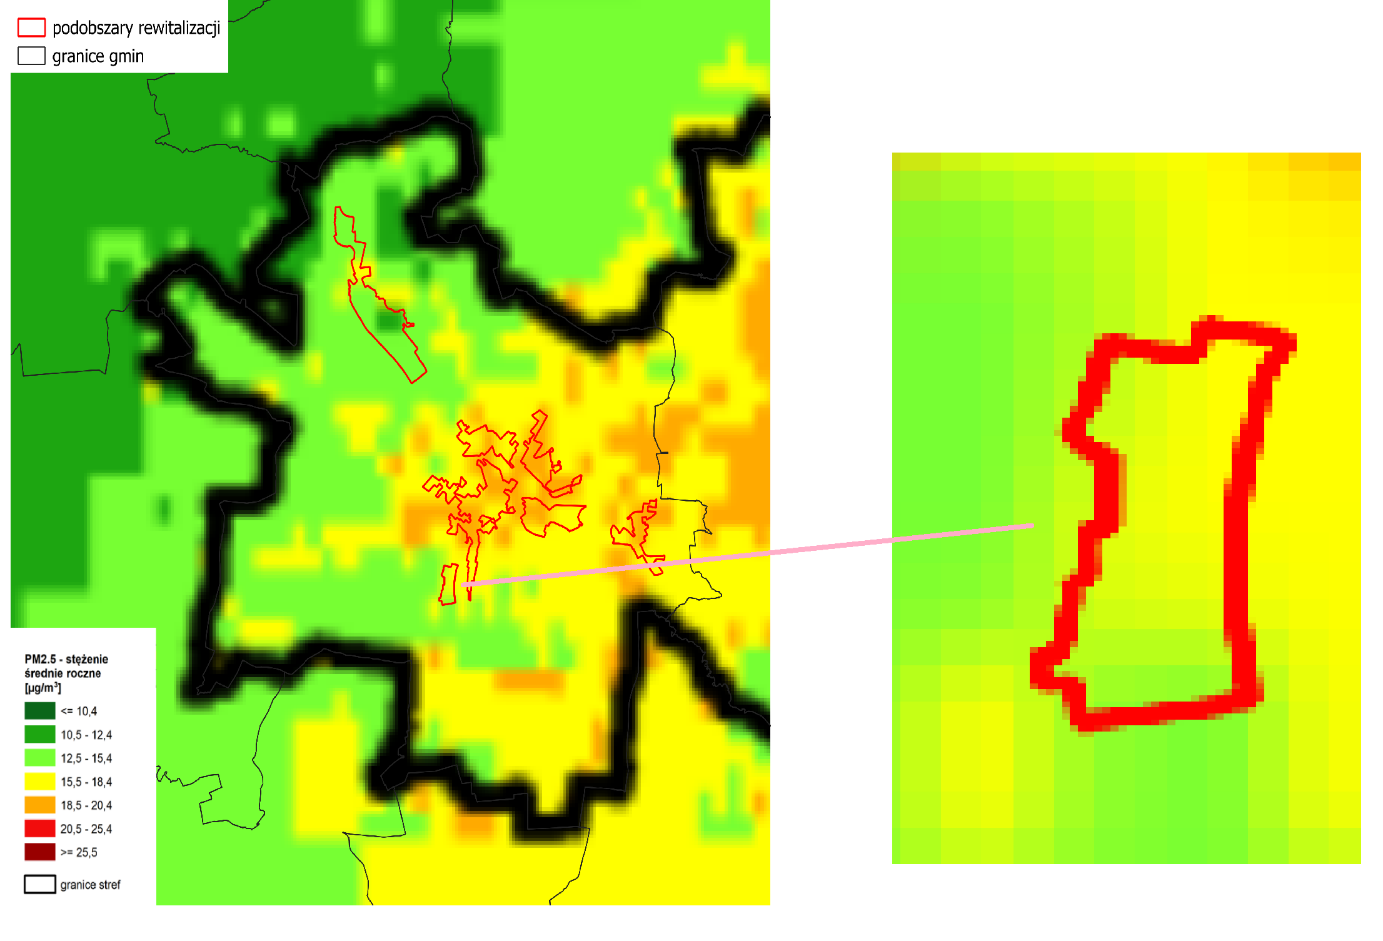 podobszary rewitalizacji
granice gmin
PM2.5 - stężenie
średnie roczne
[µg/m³]
<= 10,4
10,5 - 12,4
12,5 - 15,4
15,5 - 18,4
18,5 - 20,4
20,5 - 25,4
>= 25,5
granice stref